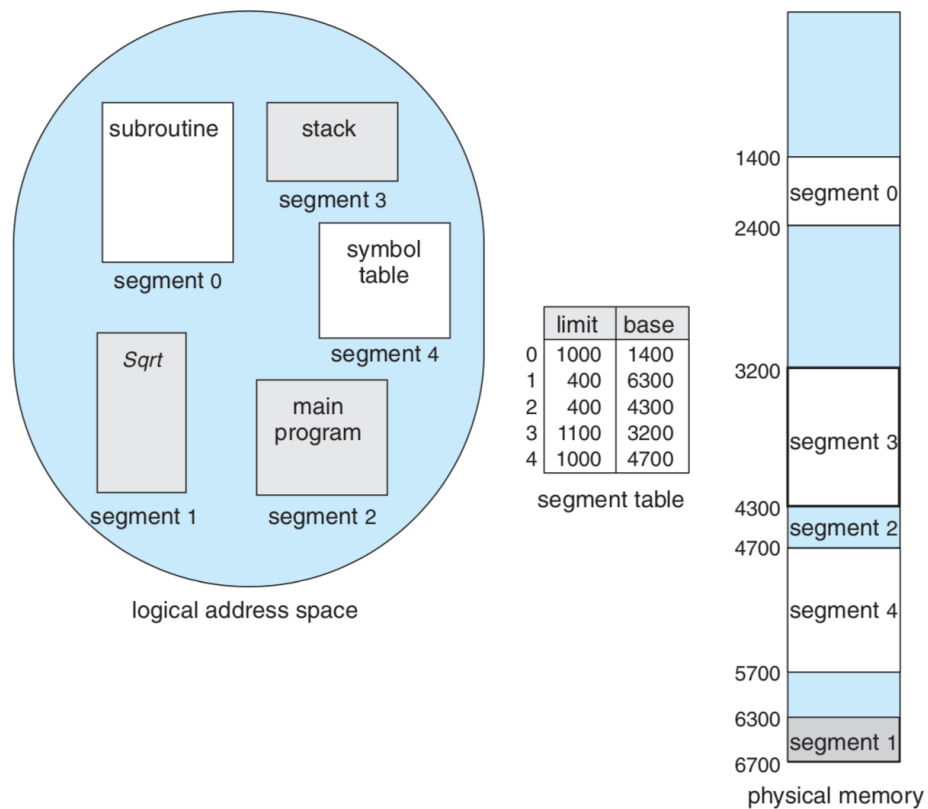 subroutine
segment 0
stack
segment 3
symbol
table
segment 4
Sqrt
segment 1
main
program
segment 2
logical address space
limit base
0 1000 1400
1 400 6300
2 400 4300
3 1100 3200
4 1000 4700
segment table
1400
segment 0
2400
3200
segment 3
4300
segment 2
4700
segment 4
5700
6300
segment 1
6700
physical memory